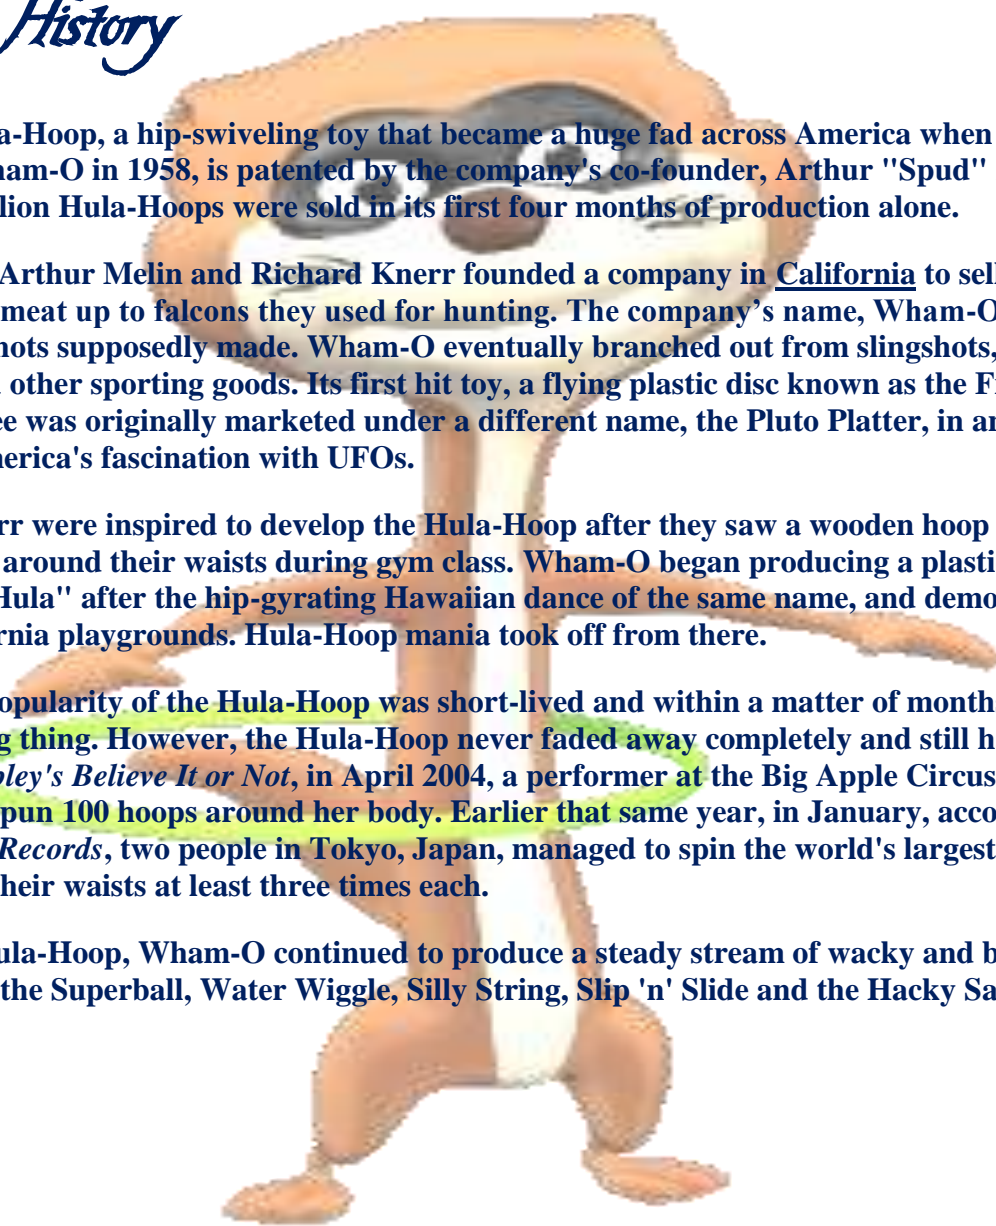 History
a-Hoop, a hip-swiveling toy that became a huge fad across America when
ham-O in 1958, is patented by the company's co-founder, Arthur "Spud"
lion Hula-Hoops were sold in its first four months of production alone.
Arthur Melin and Richard Knerr founded a company in California to sell
meat up to falcons they used for hunting. The company’s name, Wham-O
hots supposedly made. Wham-O eventually branched out from slingshots,
other sporting goods. Its first hit toy, a flying plastic disc known as the F
ee was originally marketed under a different name, the Pluto Platter, in an
merica's fascination with UFOs.
rr were inspired to develop the Hula-Hoop after they saw a wooden hoop
around their waists during gym class. Wham-O began producing a plasti
Hula" after the hip-gyrating Hawaiian dance of the same name, and demo
rnia playgrounds. Hula-Hoop mania took off from there.
opularity of the Hula-Hoop was short-lived and within a matter of month
g thing. However, the Hula-Hoop never faded away completely and still h
pley's Believe It or Not, in April 2004, a performer at the Big Apple Circus
pun 100 hoops around her body. Earlier that same year, in January, acco
Records, two people in Tokyo, Japan, managed to spin the world's largest
their waists at least three times each.
ula-Hoop, Wham-O continued to produce a steady stream of wacky and b
the Superball, Water Wiggle, Silly String, Slip 'n' Slide and the Hacky Sa